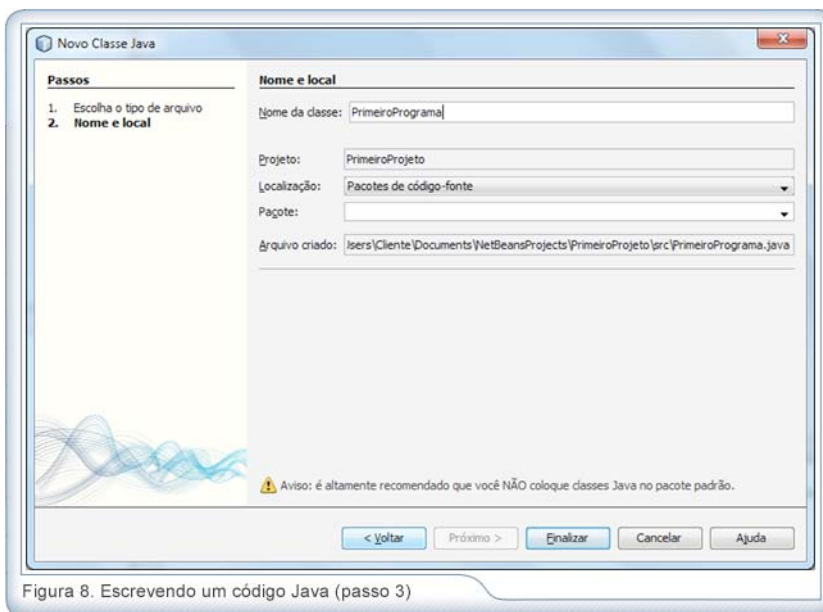 Novo Classe Java
Passos
1. Escolha o tipo de arquivo
2. Nome e local
Nome e local
Nome da classe: PrimeiroPrograma
Projeto: PrimeiroProjeto
Localização: Pacotes de código-fonte
Pacote:
Arquivo criado: Isers\Cliente\Documents\NetBeansProjects\PrimeiroProjeto\src\PrimeiroPrograma.java
Aviso: é altamente recomendado que você NÃO coloque classes Java no pacote padrão.
< Voltar Próximo > Finalizar Cancelar Ajuda
Figura 8. Escrevendo um código Java (passo 3)